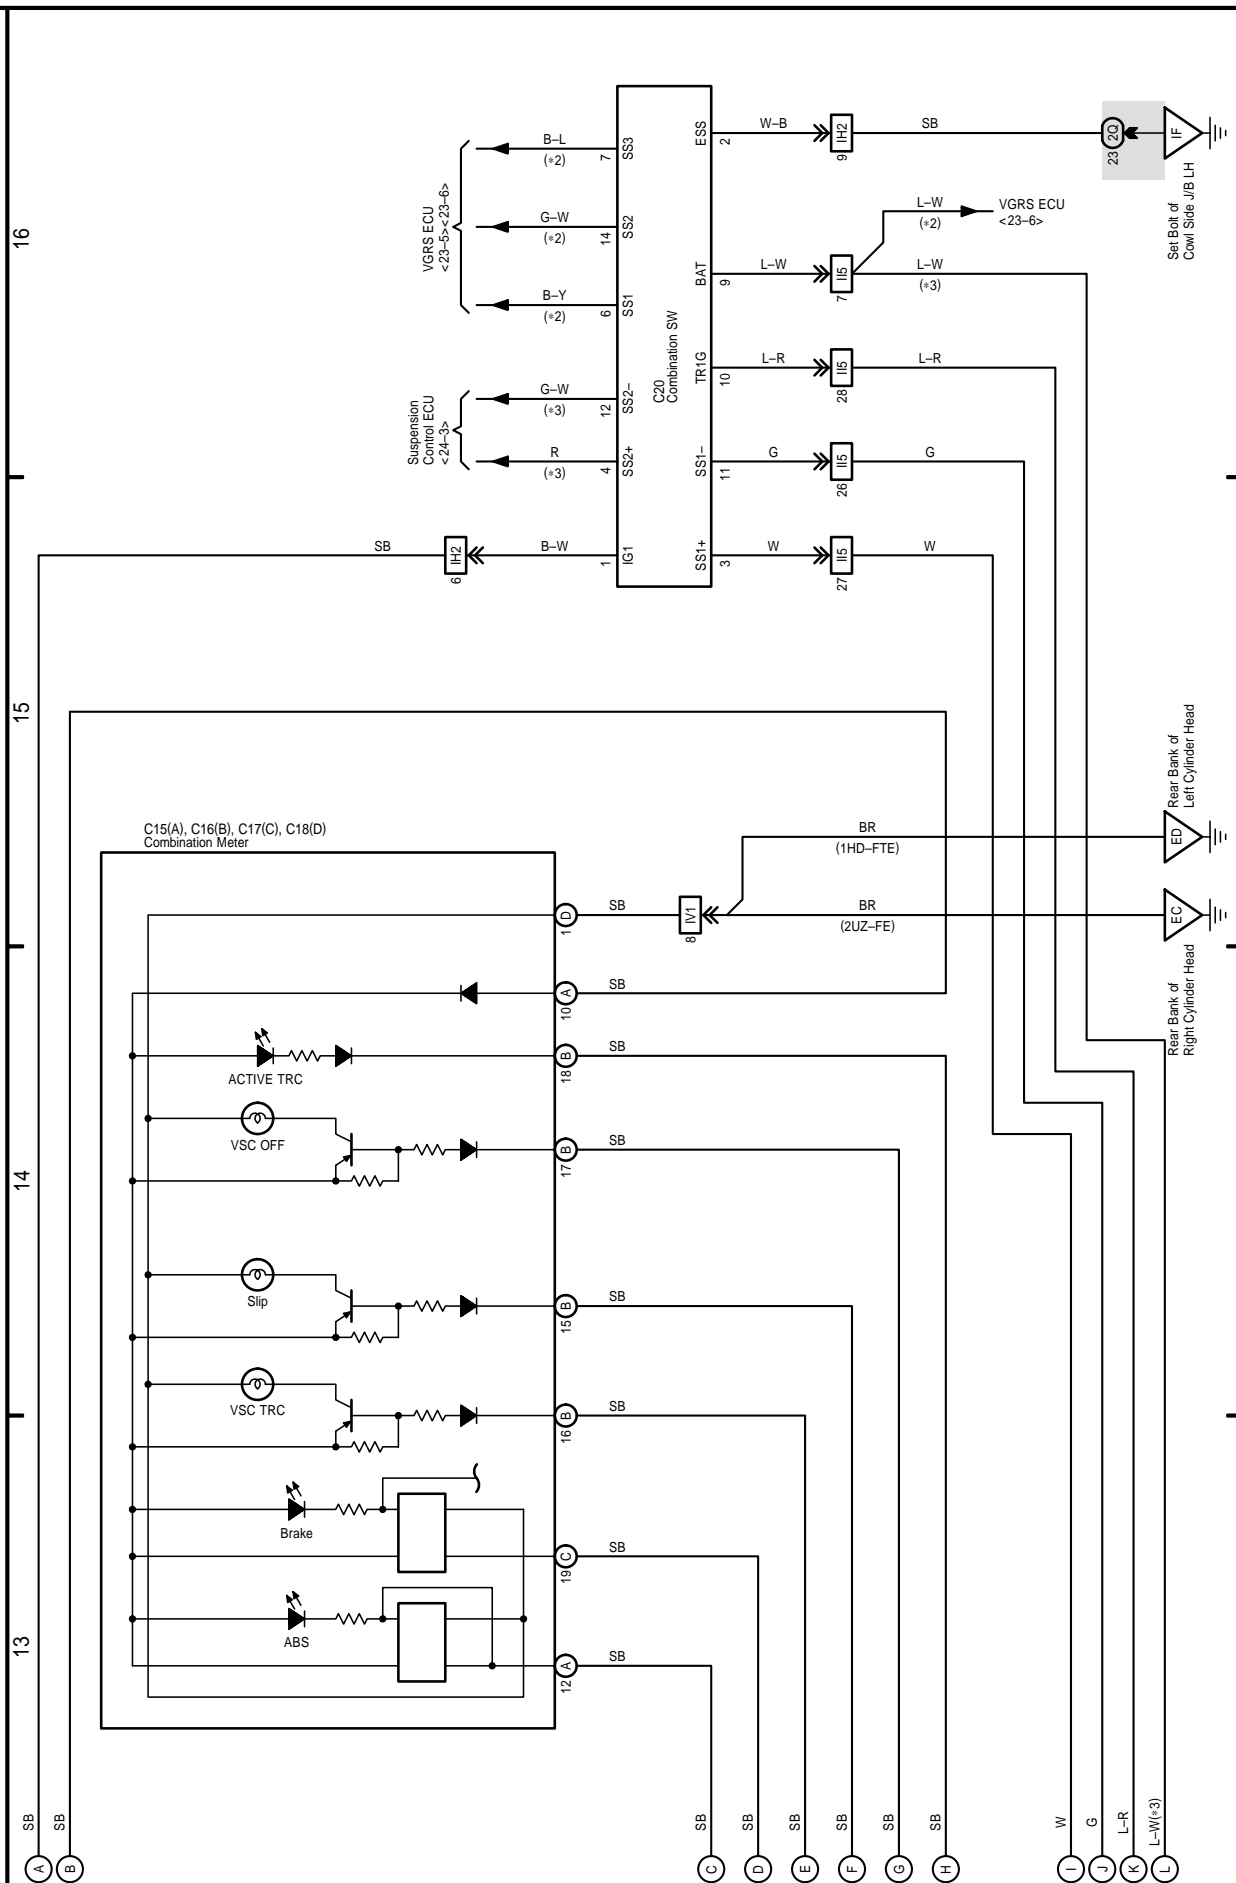 16
15
14
13
W–B
IH2
9
SB
2Q
23
IF
Set Bolt of
Cowl Side J/B LH
ESS
2
B–L
(*2)
7
SS3
G–W
(*2)
14
SS2
B–Y
(*2)
6
SS1
VGRS ECU
<23–5><23–6>
L–W
(*2)
VGRS ECU
<23–6>
BAT
9
L–W
II5
7
L–W
(*3)
C20
Combination SW
TR1G
10
L–R
II5
28
L–R
Suspension
Control ECU
<24–3>
G–W
(*3)
12
SS2–
R
(*3)
4
SS2+
SS1–
11
G
II5
26
G
SB
IH2
6
B–W
1
IG1
SS1+
3
W
II5
27
W
C15(A), C16(B), C17(C), C18(D)
Combination Meter
BR
(1HD–FTE)
ED
Rear Bank of
Left Cylinder Head
D
1
SB
IV1
8
BR
(2UZ–FE)
EC
Rear Bank of
Right Cylinder Head
A
10
SB
ACTIVE TRC
B
18
SB
VSC OFF
B
17
SB
Slip
B
15
SB
VSC TRC
B
16
SB
Brake
C
19
SB
ABS
A
12
SB
SB
A
SB
B
SB
C
SB
D
SB
E
SB
F
SB
G
SB
H
W
I
G
J
L–R
K
L–W(*3)
L